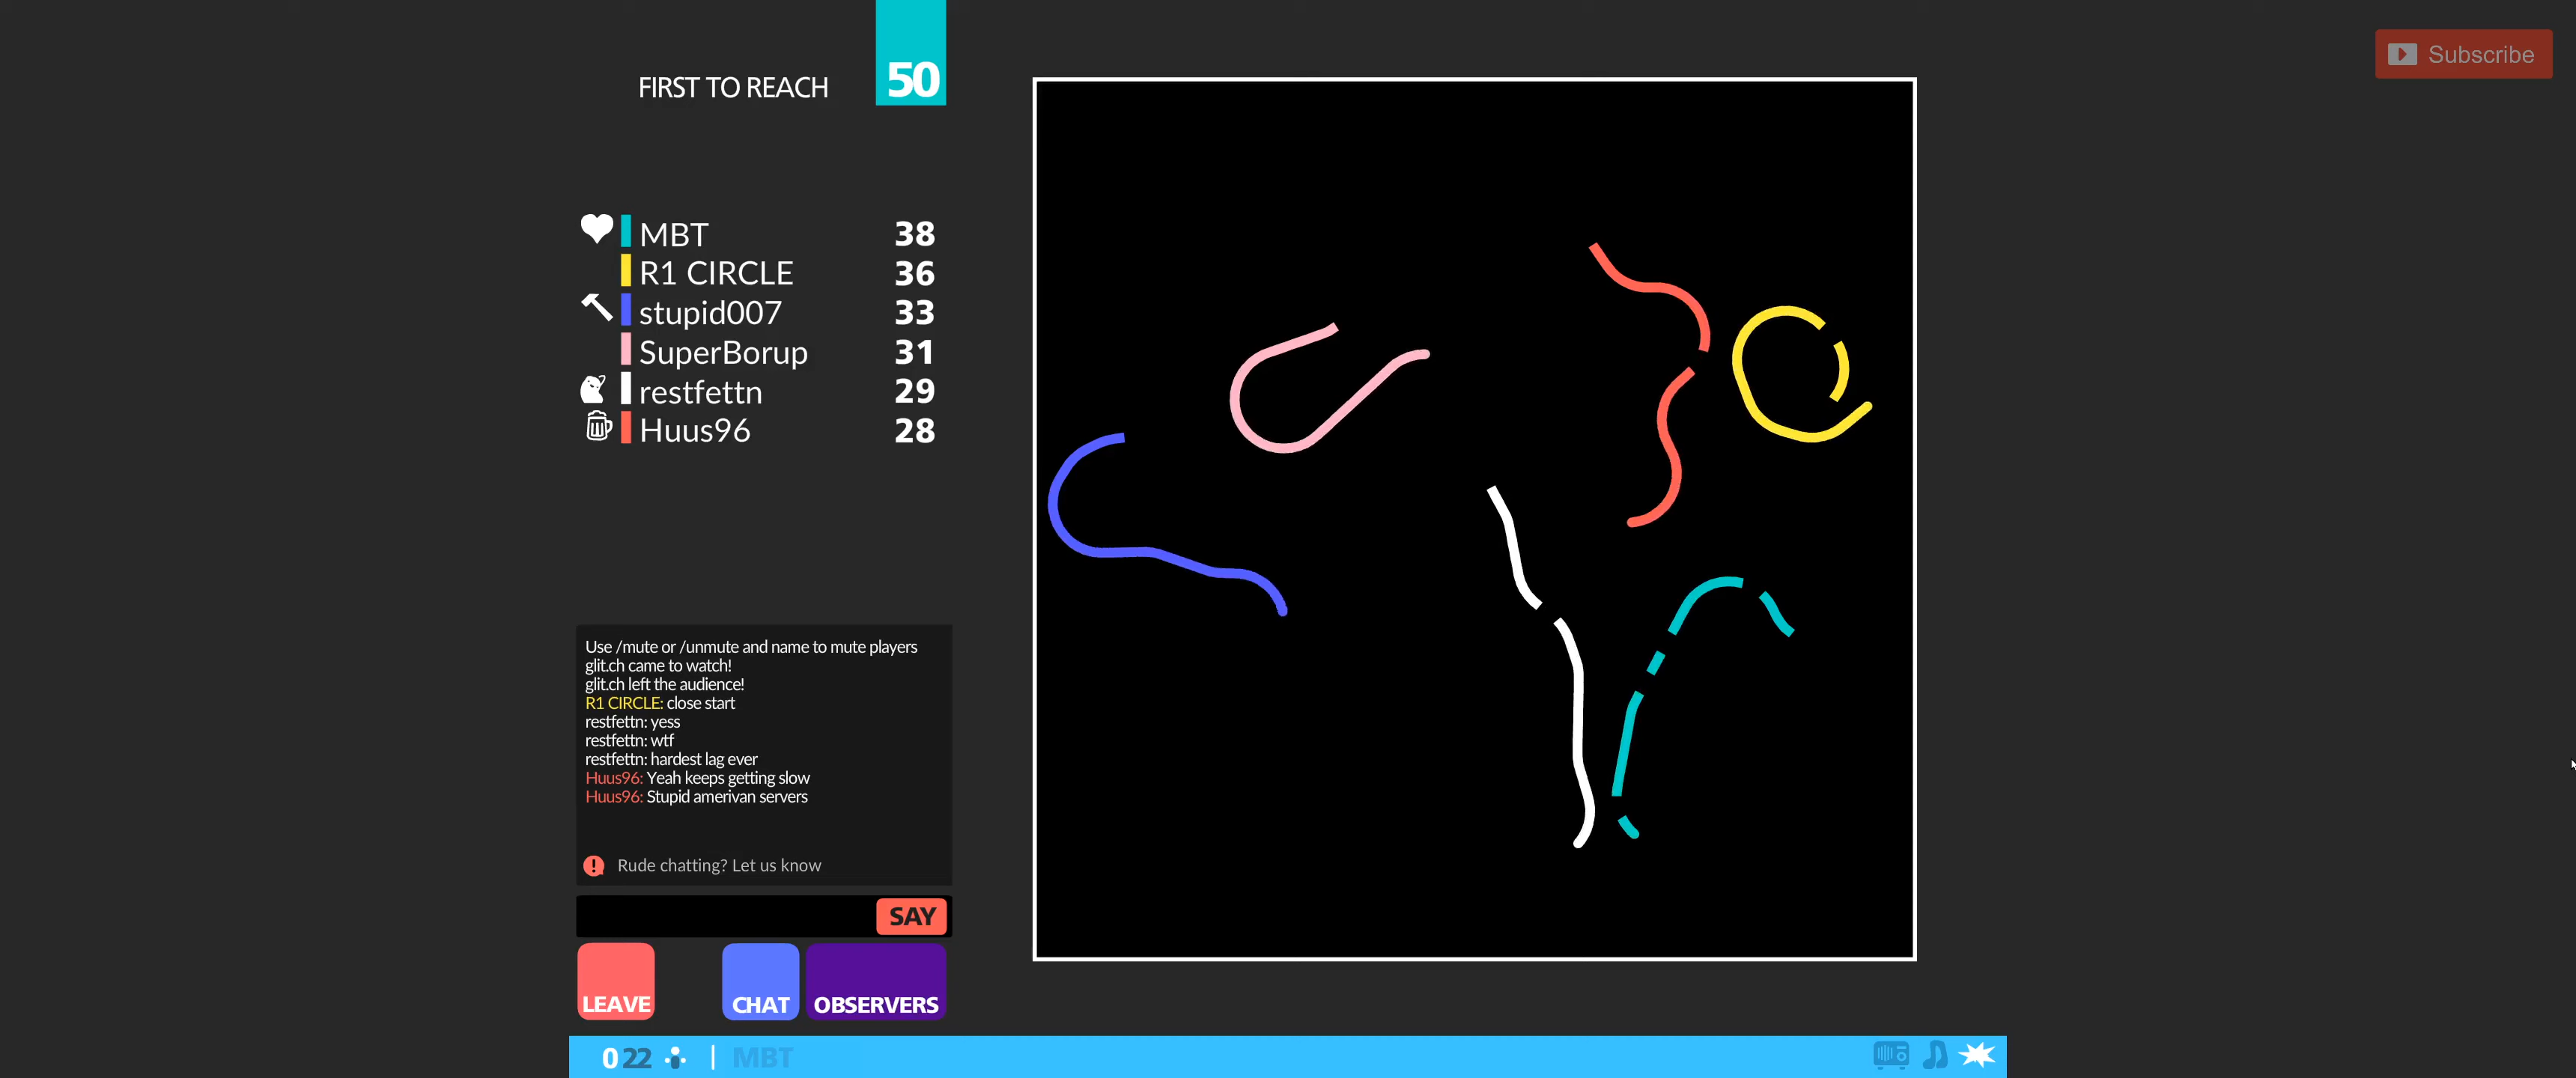 FIRST TO REACH 50
Subscribe
MBT 38
R1 CIRCLE 36
stupid007 33
SuperBorup 31
restfettn 29
Huus96 28
Use /mute or /unmute and name to mute players
glit.ch came to watch!
glit.ch left the audience!
R1 CIRCLE: close start
restfettn: yess
restfettn: wtf
restfettn: hardest lag ever
Huus96: Yeah keeps getting slow
Huus96: Stupid amerivan servers
Rude chatting? Let us know
SAY
LEAVE CHAT OBSERVERS
022 MBT